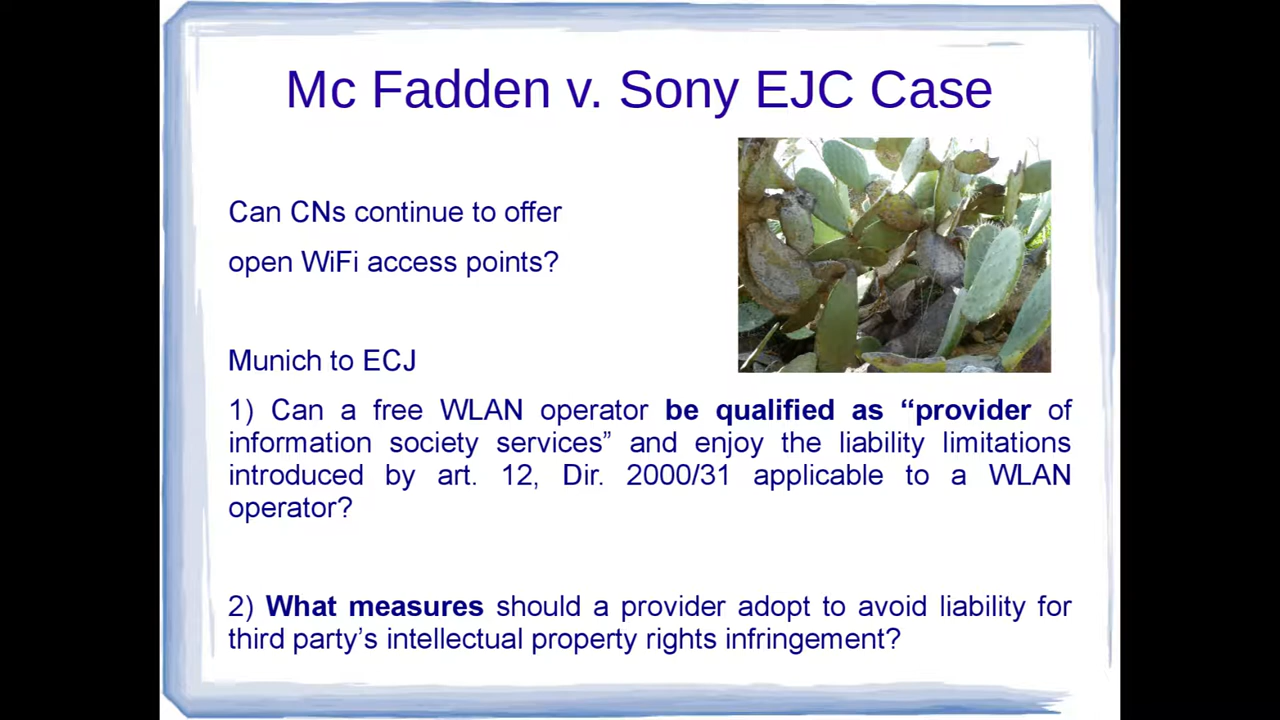 Mc Fadden v. Sony EJC Case
Can CNs continue to offer
open WiFi access points?
Munich to ECJ
1) Can a free WLAN operator be qualified as “provider of
information society services” and enjoy the liability limitations
introduced by art. 12, Dir. 2000/31 applicable to a WLAN
operator?
2) What measures should a provider adopt to avoid liability for
third party’s intellectual property rights infringement?